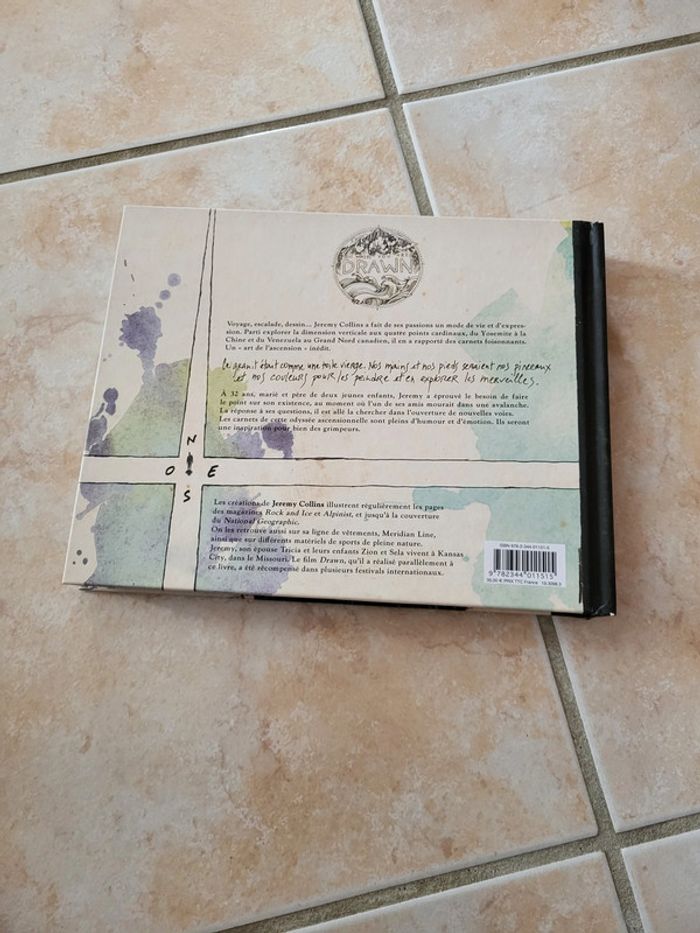 DRAWN
Voyage, escalade, dessin... Jeremy Collins a fait de ses passions un mode de vie et d'expres-
sion. Parti explorer la dimension verticale aux quatre points cardinaux, du Yosemite à la
Chine et du Venezuela au Grand Nord canadien, il en a rapporté des carnets foisonnants.
Un « art de l'ascension » inédit.
Le granit était comme une toile vierge. Nos mains et nos pieds seraient nos pinceaux
et nos couleurs pour les peindre et en explorer les merveilles.
À 32 ans, marié et père de deux jeunes enfants, Jeremy a éprouvé le besoin de faire
le point sur son existence, au moment où l'un de ses amis mourait dans une avalanche.
La réponse à ses questions, il est allé la chercher dans l'ouverture de nouvelles voies.
Les carnets de cette odyssée ascensionnelle sont pleins d'humour et d'émotion. Ils seront
une inspiration pour bien des grimpeurs.
N
O E
S
Les créations de Jeremy Collins illustrent régulièrement les pages
des magazines Rock and Ice et Alpinist, et jusqu'à la couverture
du National Geographic.
On les retrouve aussi sur sa ligne de vêtements, Meridian Line,
ainsi que sur différents matériels de sports de pleine nature.
Jeremy, son épouse Tricia et leurs enfants Zion et Sela vivent à Kansas
City, dans le Missouri. Le film Drawn, qu'il a réalisé parallèlement à
ce livre, a été récompensé dans plusieurs festivals internationaux.
ISBN 978-2-344-01151-5
9 782344 011515
PRIX TTC France